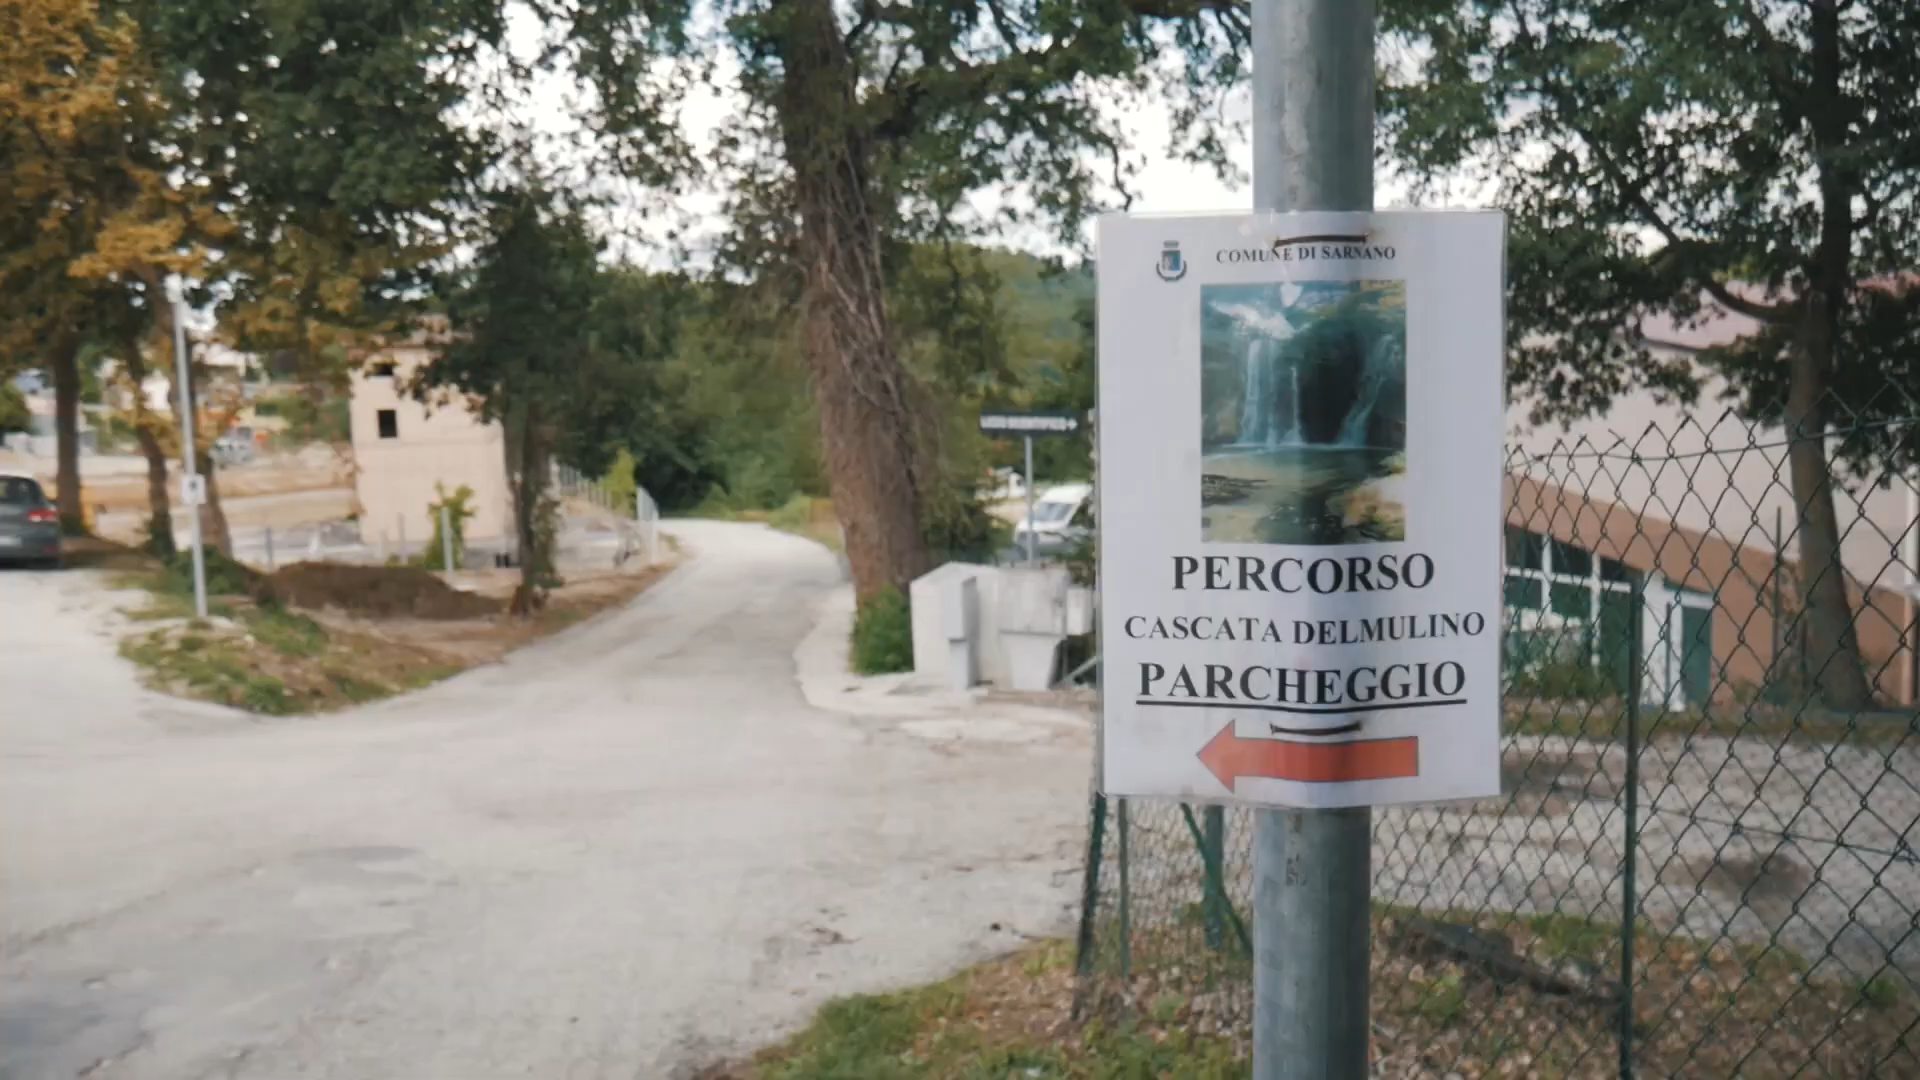 COMUNE DI SARNANO
PERCORSO
CASCATA DELMULINO
PARCHEGGIO